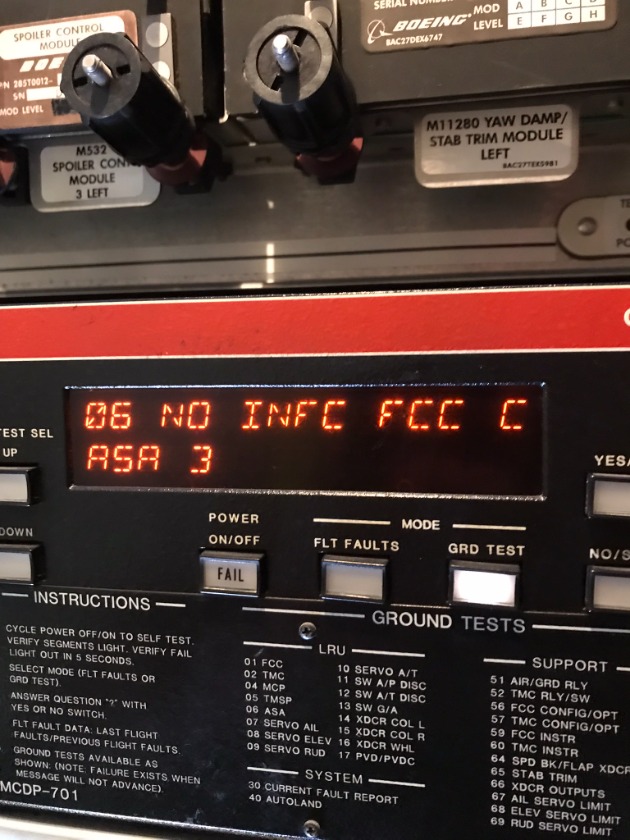 SPOILER CONTROL
MODULE
P/N 285T0012-
S/N
MOD LEVEL
SERIAL NUMBER
BOEING
BAC27DEX6747
MOD
LEVEL
A B C D
E F G H
M532
SPOILER CONT
MODULE
3 LEFT
M11280 YAW DAMP/
STAB TRIM MODULE
LEFT
BAC27TEX5981
06 NO INFC FCC C
ASA 3
TEST SEL
UP
DOWN
YES/
NO/S
POWER
ON/OFF
FAIL
MODE
FLT FAULTS
GRD TEST
INSTRUCTIONS
CYCLE POWER OFF/ON TO SELF TEST.
VERIFY SEGMENTS LIGHT. VERIFY FAIL
LIGHT OUT IN 5 SECONDS.
SELECT MODE (FLT FAULTS OR
GRD TEST).
ANSWER QUESTION "?" WITH
YES OR NO SWITCH.
FLT FAULT DATA: LAST FLIGHT
FAULTS/PREVIOUS FLIGHT FAULTS.
GROUND TESTS AVAILABLE AS
SHOWN: (NOTE: FAILURE EXISTS WHEN
MESSAGE WILL NOT ADVANCE).
MCDP-701
GROUND TESTS
LRU
01 FCC
02 TMC
04 MCP
05 TMSP
06 ASA
07 SERVO AIL
08 SERVO ELEV
09 SERVO RUD
10 SERVO A/T
11 SW A/P DISC
12 SW A/T DISC
13 SW G/A
14 XDCR COL L
15 XDCR COL R
16 XDCR WHL
17 PVD/PVDC
SYSTEM
30 CURRENT FAULT REPORT
40 AUTOLAND
SUPPORT
51 AIR/GRD RLY
52 TMC RLY/SW
56 FCC CONFIG/OPT
57 TMC CONFIG/OPT
59 FCC INSTR
60 TMC INSTR
64 SPD BK/FLAP XDCR
65 STAB TRIM
66 XDCR OUTPUTS
67 AIL SERVO LIMIT
68 ELEV SERVO LIMIT
69 RUD SERVO LIMIT